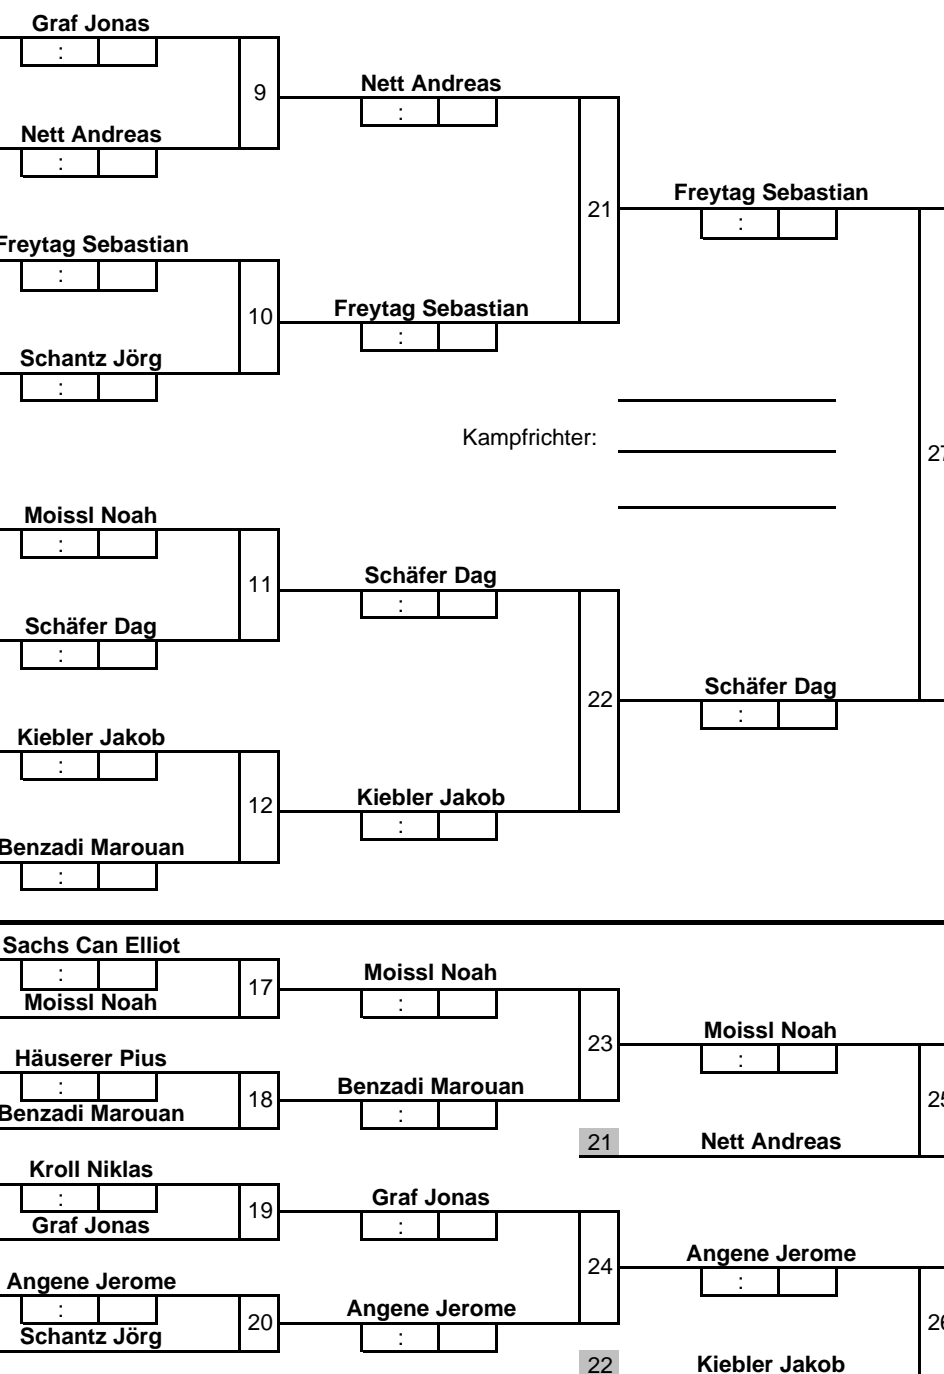 Graf Jonas
:
9
Nett Andreas
:
Nett Andreas
:
21
Freytag Sebastian
:
Freytag Sebastian
:
10
Freytag Sebastian
:
Schantz Jörg
:
Kampfrichter:
27
Moissl Noah
:
11
Schäfer Dag
:
Schäfer Dag
:
22
Schäfer Dag
:
Kiebler Jakob
:
12
Kiebler Jakob
:
Benzadi Marouan
:
Sachs Can Elliot
:
Moissl Noah
17
Moissl Noah
:
23
Moissl Noah
:
Häuserer Pius
:
Benzadi Marouan
18
Benzadi Marouan
:
25
21 Nett Andreas
Kroll Niklas
:
Graf Jonas
19
Graf Jonas
:
24
Angene Jerome
:
Angene Jerome
:
Schantz Jörg
20
Angene Jerome
:
26
22 Kiebler Jakob